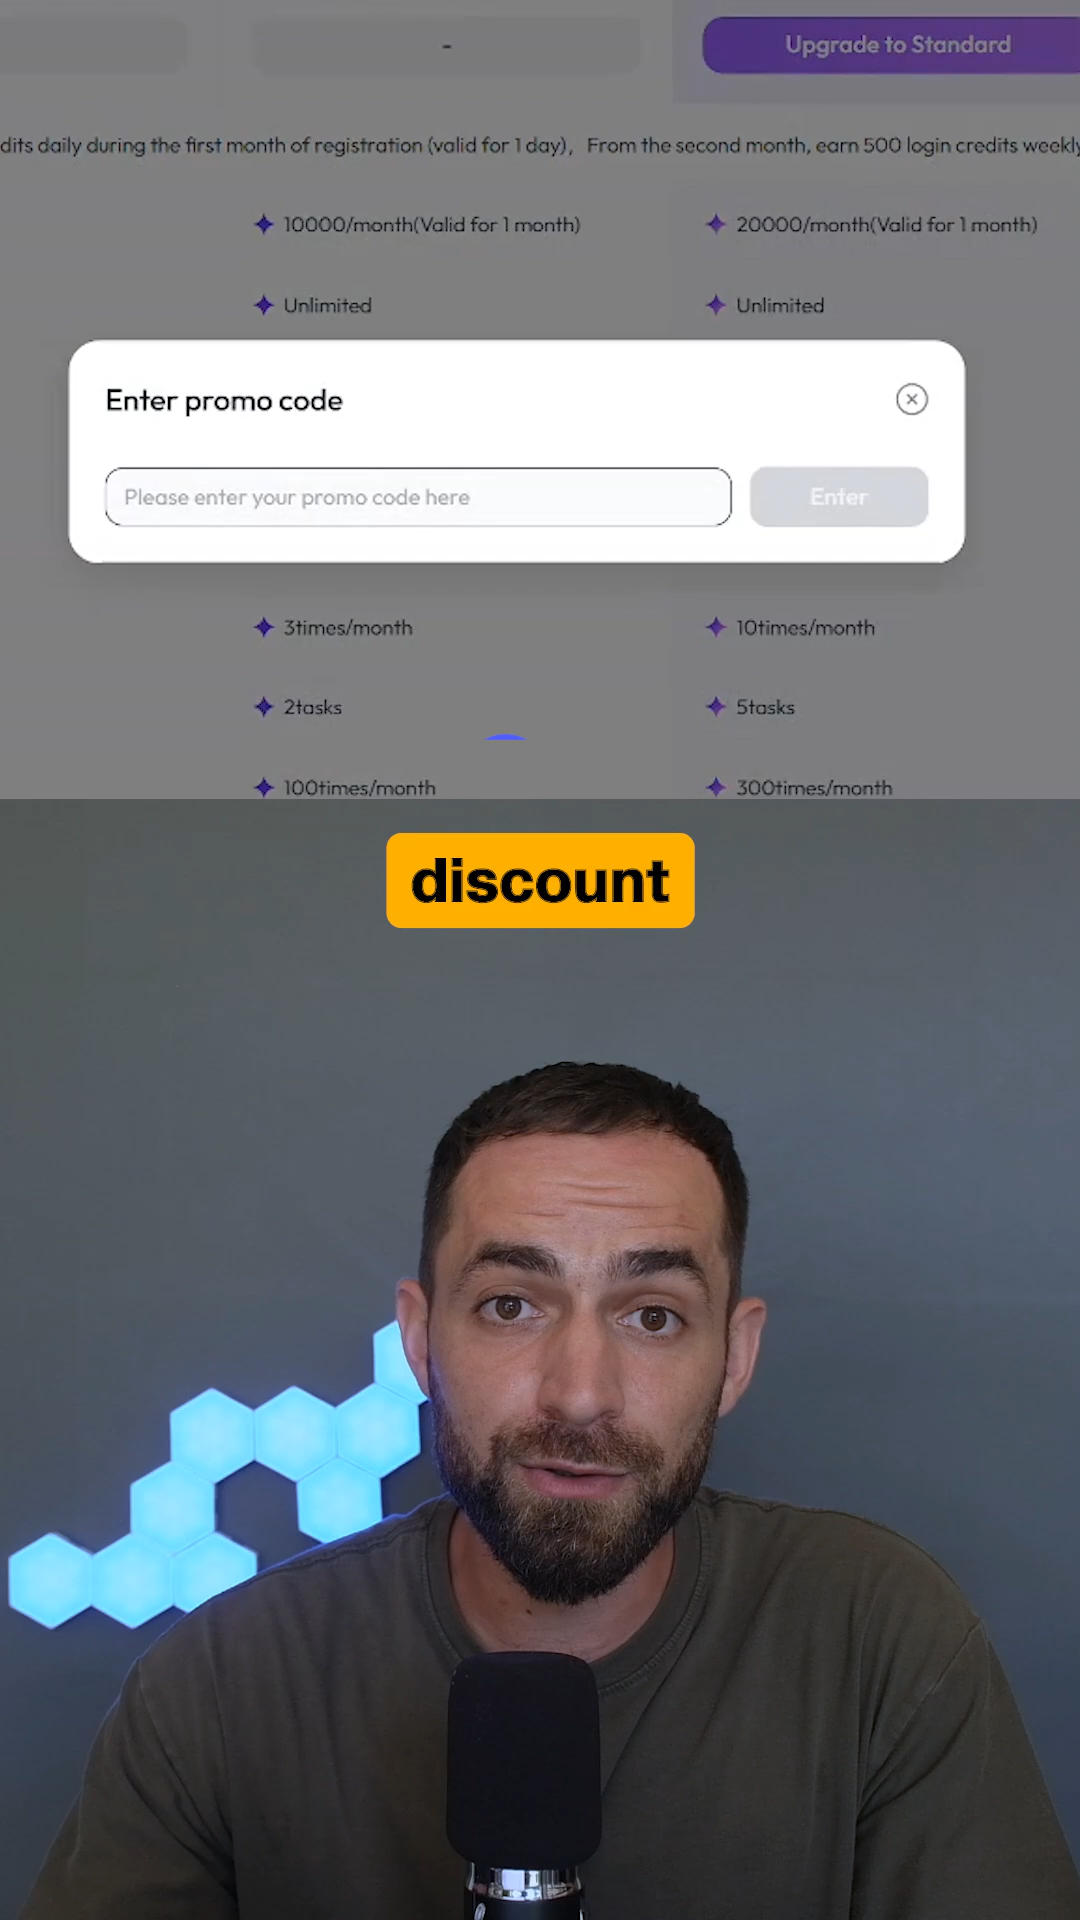 -
Upgrade to Standard
dits daily during the first month of registration (valid for 1 day), From the second month, earn 500 login credits weekly
10000/month(Valid for 1 month)
20000/month(Valid for 1 month)
Unlimited
Unlimited
Enter promo code
Please enter your promo code here
Enter
3times/month
10times/month
2tasks
5tasks
100times/month
300times/month
discount